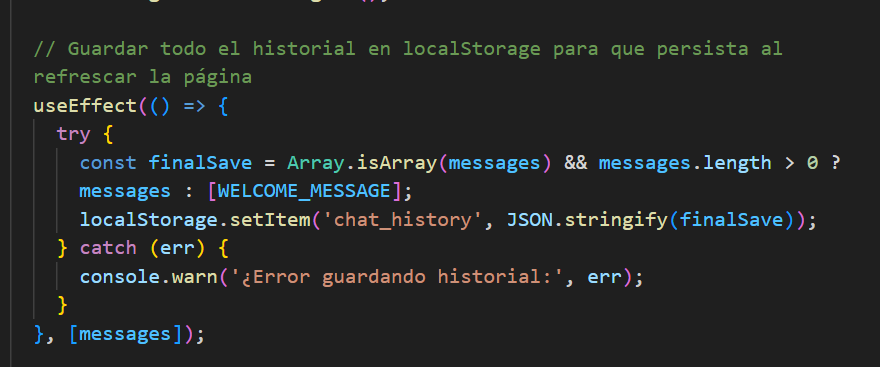 // Guardar todo el historial en localStorage para que persista al
refrescar la página
useEffect(() => {
  try {
    const finalSave = Array.isArray(messages) && messages.length > 0 ?
    messages : [WELCOME_MESSAGE];
    localStorage.setItem('chat_history', JSON.stringify(finalSave));
  } catch (err) {
    console.warn('¿Error guardando historial:', err);
  }
}, [messages]);